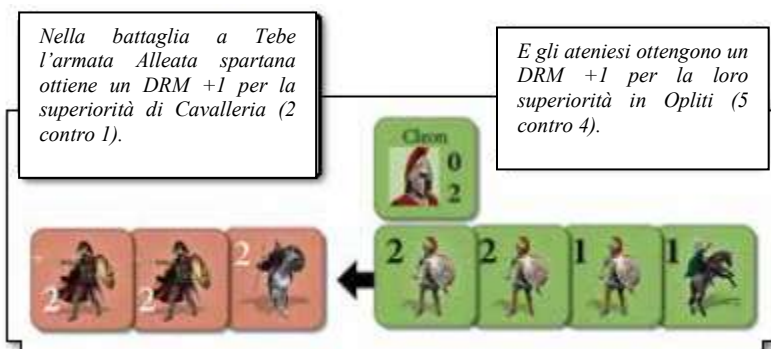 Nella battaglia a Tebe
l’armata Alleata spartana
ottiene un DRM +1 per la
superiorità di Cavalleria (2
contro 1).
E gli ateniesi ottengono un
DRM +1 per la loro
superiorità in Opliti (5
contro 4).
Cleon
0
2
2 2 2
2 2 1 1